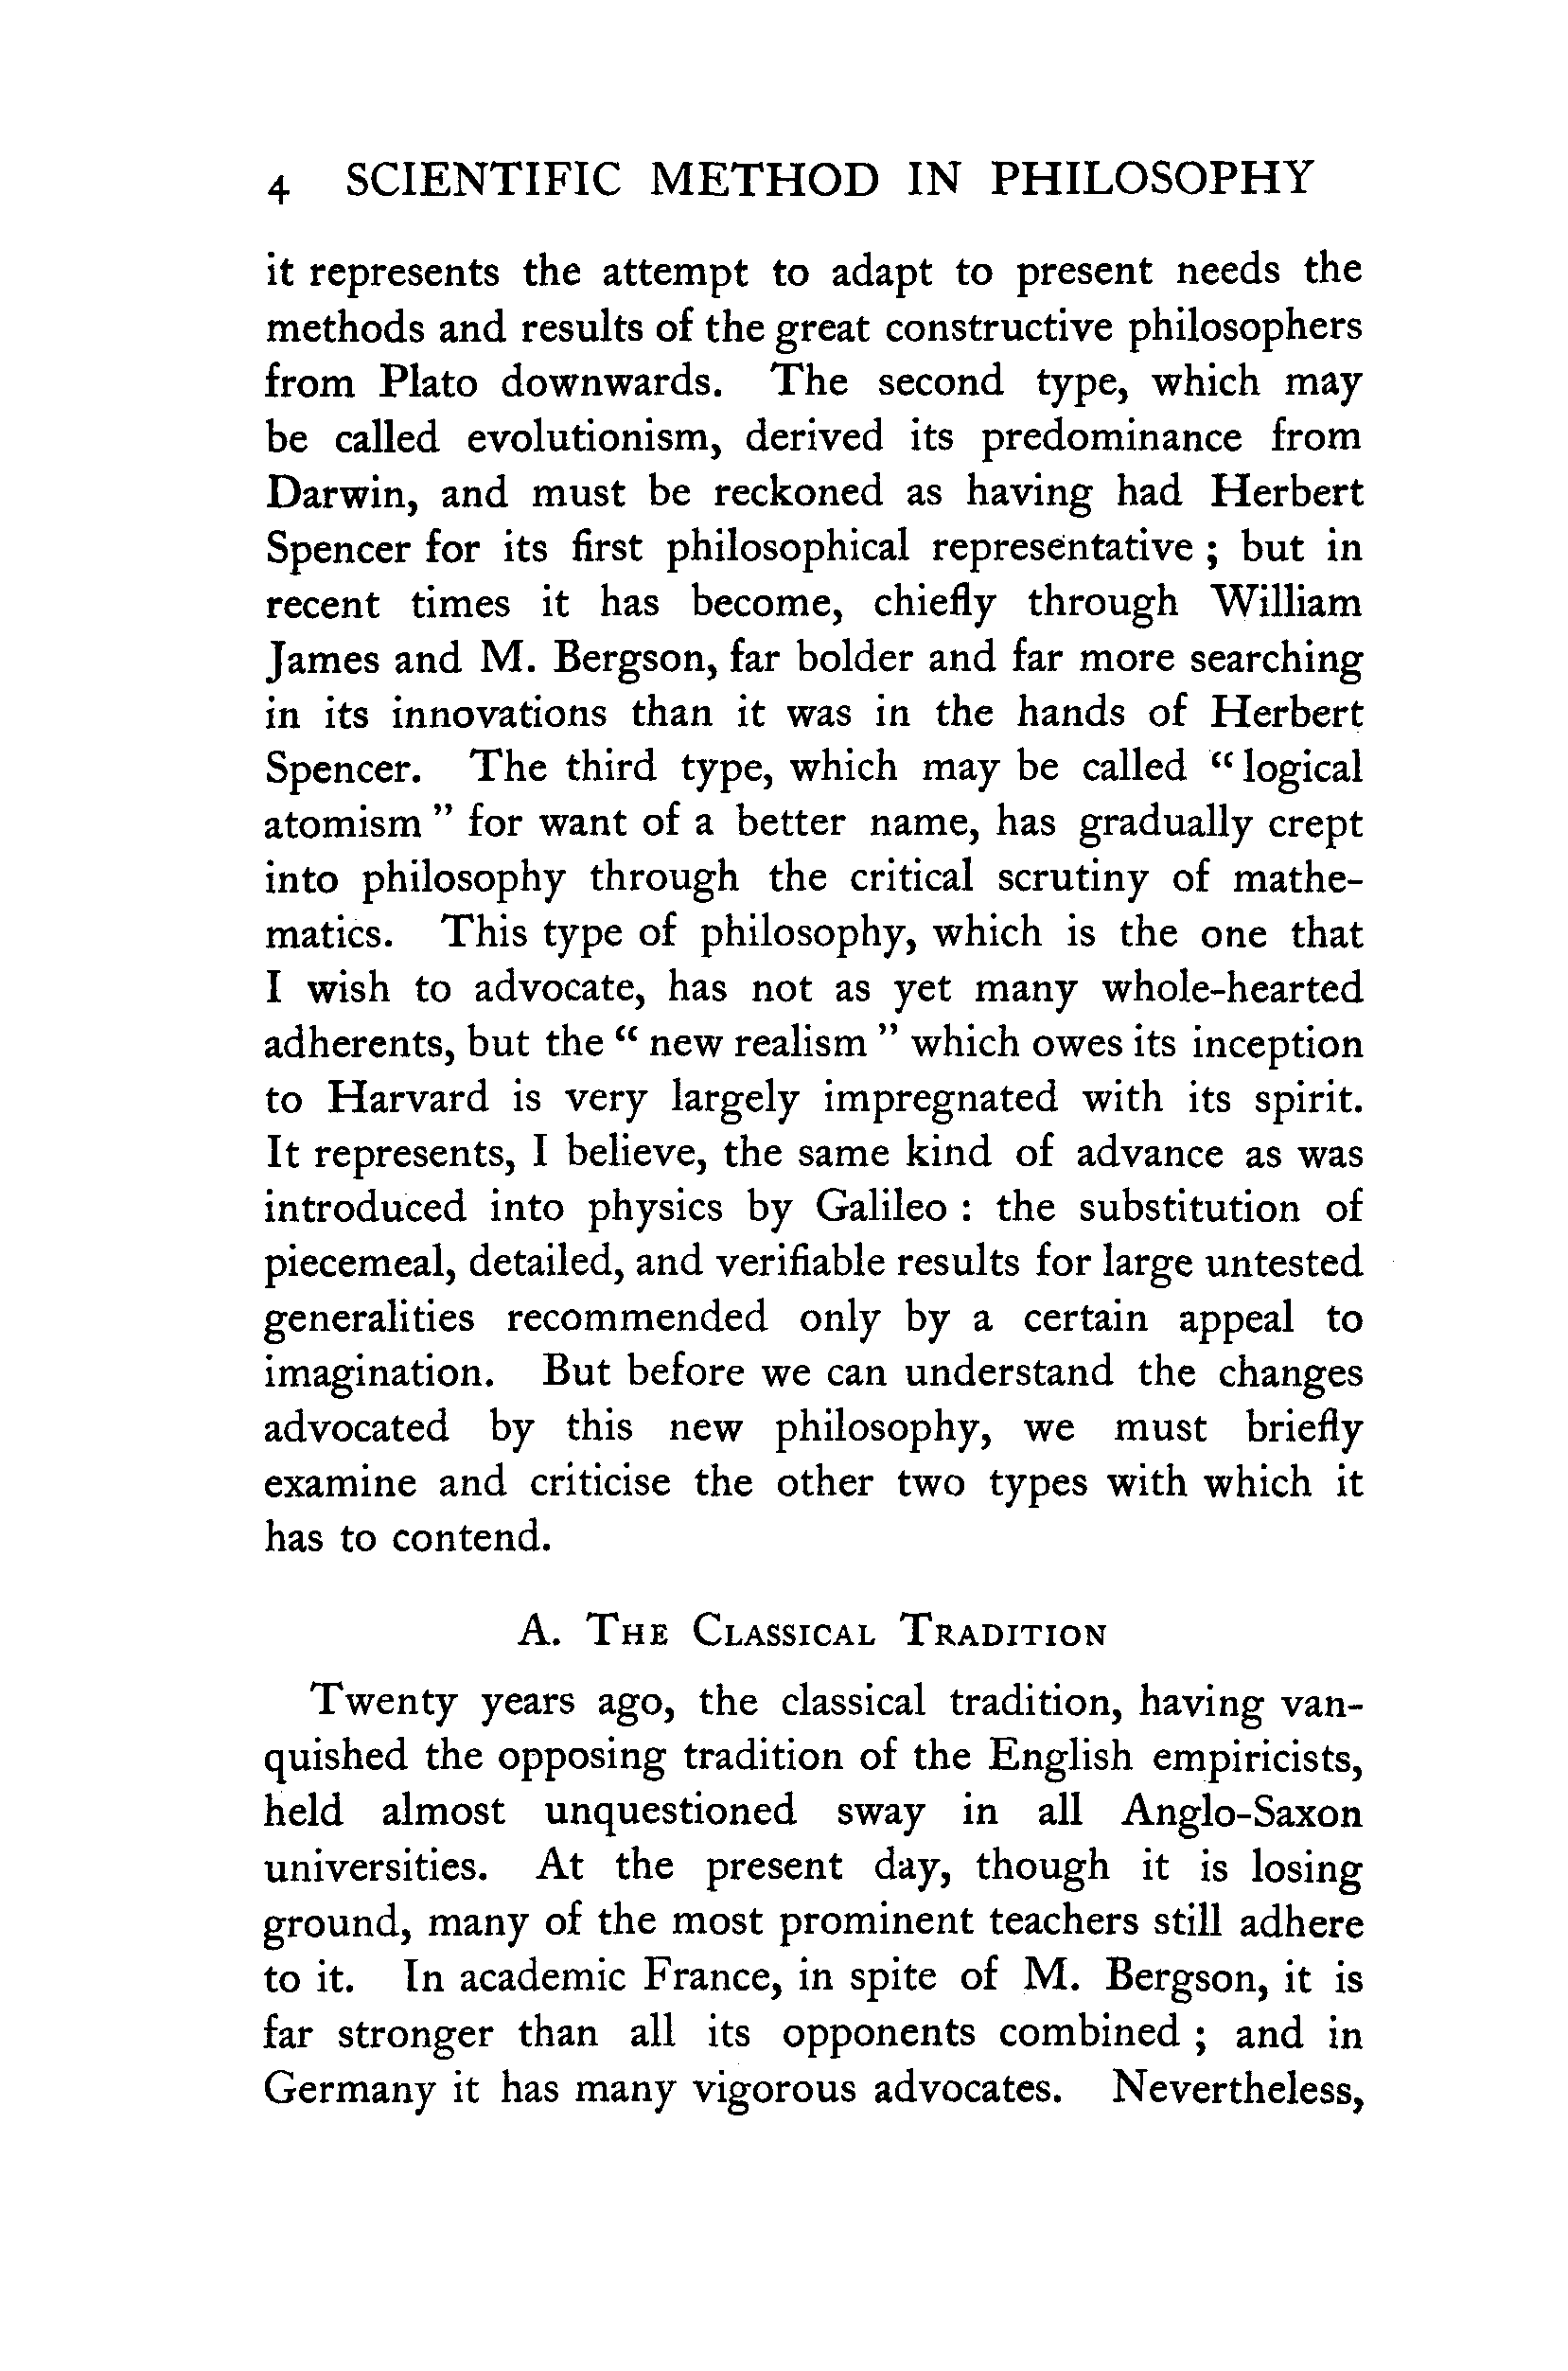 4 SCIENTIFIC METHOD IN PHILOSOPHY
it represents the attempt to adapt to present needs the
methods and results of the great constructive philosophers
from Plato downwards. The second type, which may
be called evolutionism, derived its predominance from
Darwin, and must be reckoned as having had Herbert
Spencer for its first philosophical representative ; but in
recent times it has become, chiefly through William
James and M. Bergson, far bolder and far more searching
in its innovations than it was in the hands of Herbert
Spencer. The third type, which may be called “ logical
atomism ” for want of a better name, has gradually crept
into philosophy through the critical scrutiny of mathe-
matics. This type of philosophy, which is the one that
I wish to advocate, has not as yet many whole-hearted
adherents, but the “ new realism ” which owes its inception
to Harvard is very largely impregnated with its spirit.
It represents, I believe, the same kind of advance as was
introduced into physics by Galileo : the substitution of
piecemeal, detailed, and verifiable results for large untested
generalities recommended only by a certain appeal to
imagination. But before we can understand the changes
advocated by this new philosophy, we must briefly
examine and criticise the other two types with which it
has to contend.
A. The Classical Tradition
Twenty years ago, the classical tradition, having van-
quished the opposing tradition of the English empiricists,
held almost unquestioned sway in all Anglo-Saxon
universities. At the present day, though it is losing
ground, many of the most prominent teachers still adhere
to it. In academic France, in spite of M. Bergson, it is
far stronger than all its opponents combined ; and in
Germany it has many vigorous advocates. Nevertheless,